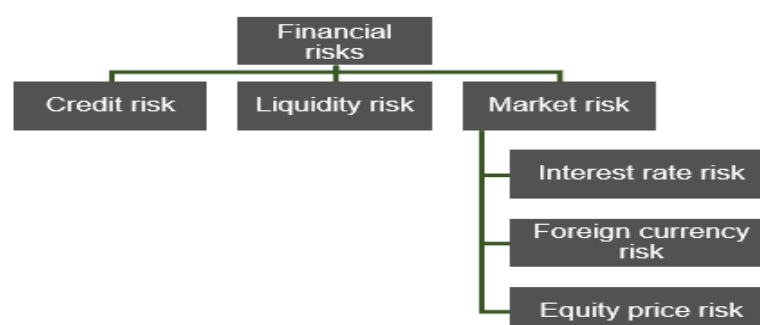 Financial
risks
Credit risk
Liquidity risk
Market risk
Interest rate risk
Foreign currency
risk
Equity price risk